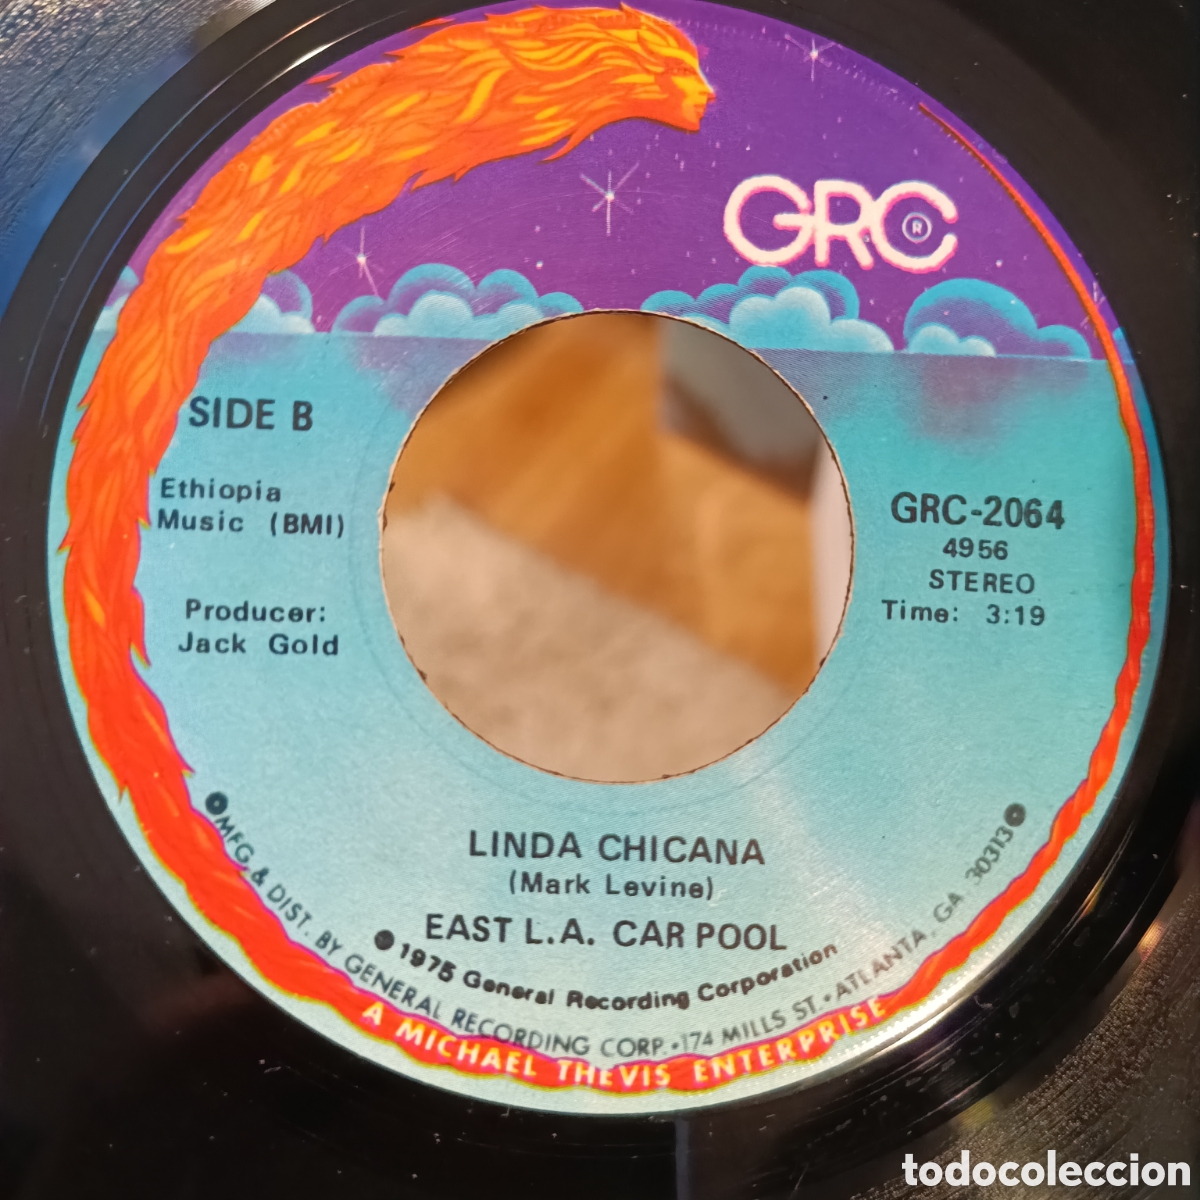 GRC®
SIDE B
Ethiopia
Music (BMI)
Producer:
Jack Gold
GRC-2064
4956
STEREO
Time: 3:19
LINDA CHICANA
(Mark Levine)
EAST L.A. CAR POOL
1975 General Recording Corporation
MFG. & DIST. BY GENERAL RECORDING CORP. • 174 MILLS ST. • ATLANTA, GA 30313
A MICHAEL THEVIS ENTERPRISE
todocoleccion